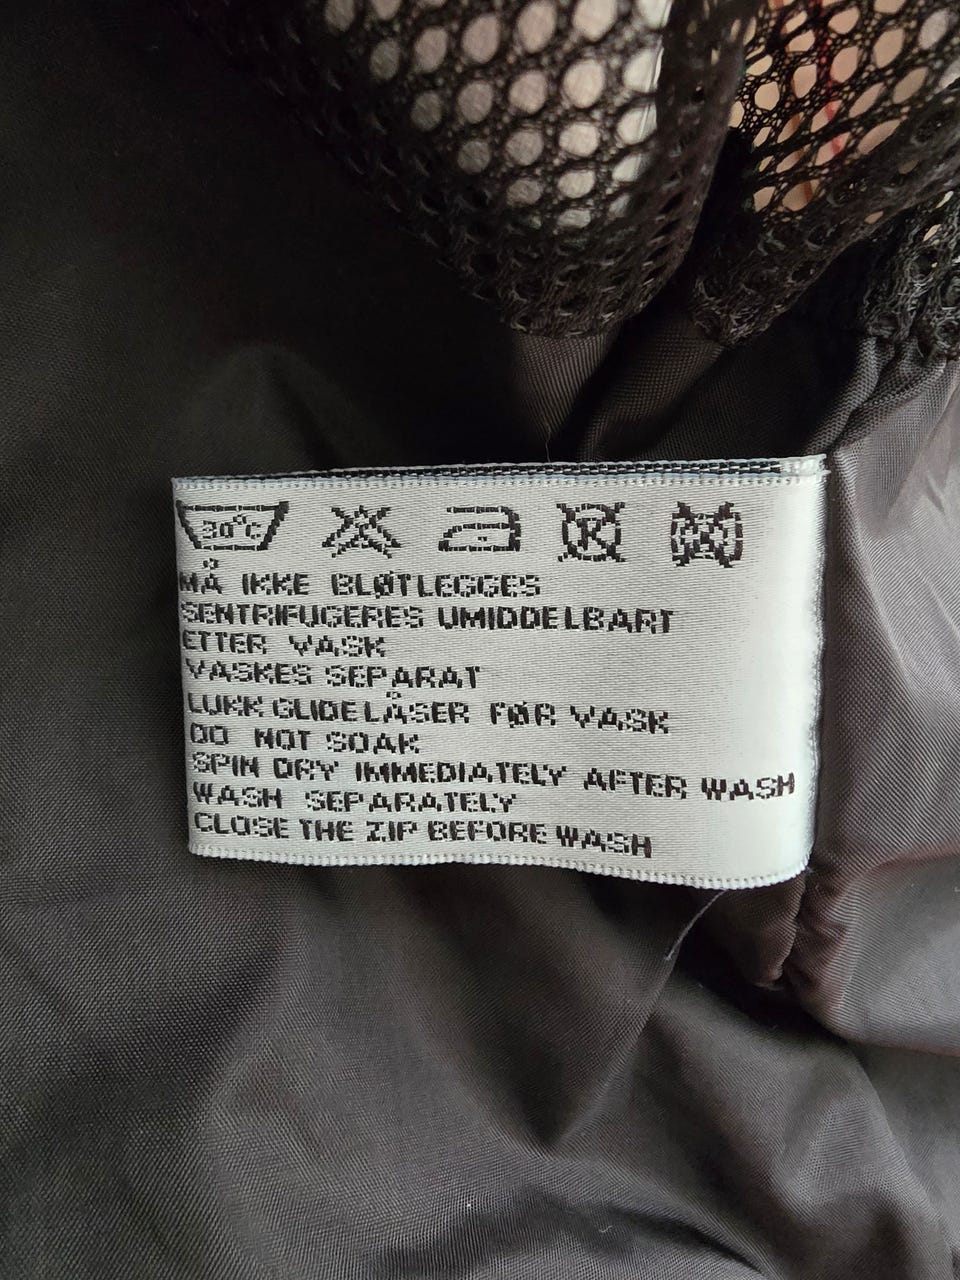 30°C
MÅ IKKE BLØTLEGGES
SENTRIFUGERES UMIDDELBART
ETTER VASK
VASKES SEPARAT
LUKK GLIDELÅSER FØR VASK
DO NOT SOAK
SPIN DRY IMMEDIATELY AFTER WASH
WASH SEPARATELY
CLOSE THE ZIP BEFORE WASH